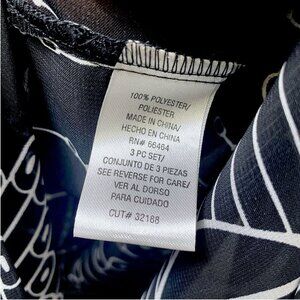 100% POLYESTER/
POLIÉSTER
MADE IN CHINA/
HECHO EN CHINA
RN# 66464
3 PC SET/
CONJUNTO DE 3 PIEZAS
SEE REVERSE FOR CARE/
VER AL DORSO
PARA CUIDADO
CUT# 32188